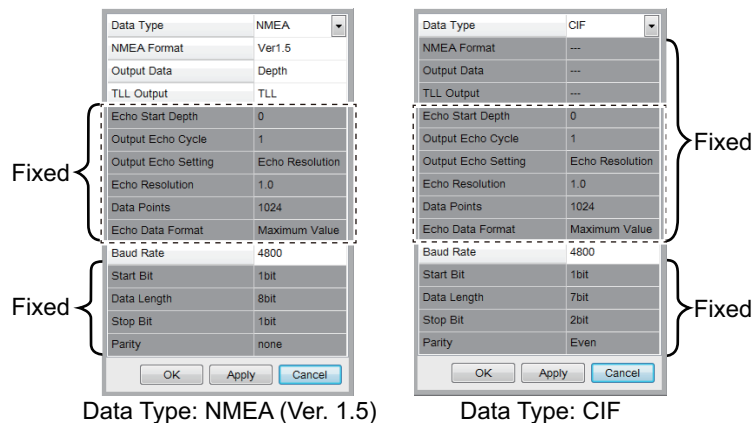 Data Type NMEA
NMEA Format Ver1.5
Output Data Depth
TLL Output TLL
Echo Start Depth 0
Output Echo Cycle 1
Output Echo Setting Echo Resolution
Echo Resolution 1.0
Data Points 1024
Echo Data Format Maximum Value
Baud Rate 4800
Start Bit 1bit
Data Length 8bit
Stop Bit 1bit
Parity none
OK Apply Cancel
Fixed
Fixed
Data Type: NMEA (Ver. 1.5)
Data Type CIF
NMEA Format ---
Output Data ---
TLL Output ---
Echo Start Depth 0
Output Echo Cycle 1
Output Echo Setting Echo Resolution
Echo Resolution 1.0
Data Points 1024
Echo Data Format Maximum Value
Baud Rate 4800
Start Bit 1bit
Data Length 7bit
Stop Bit 2bit
Parity Even
OK Apply Cancel
Fixed
Fixed
Data Type: CIF